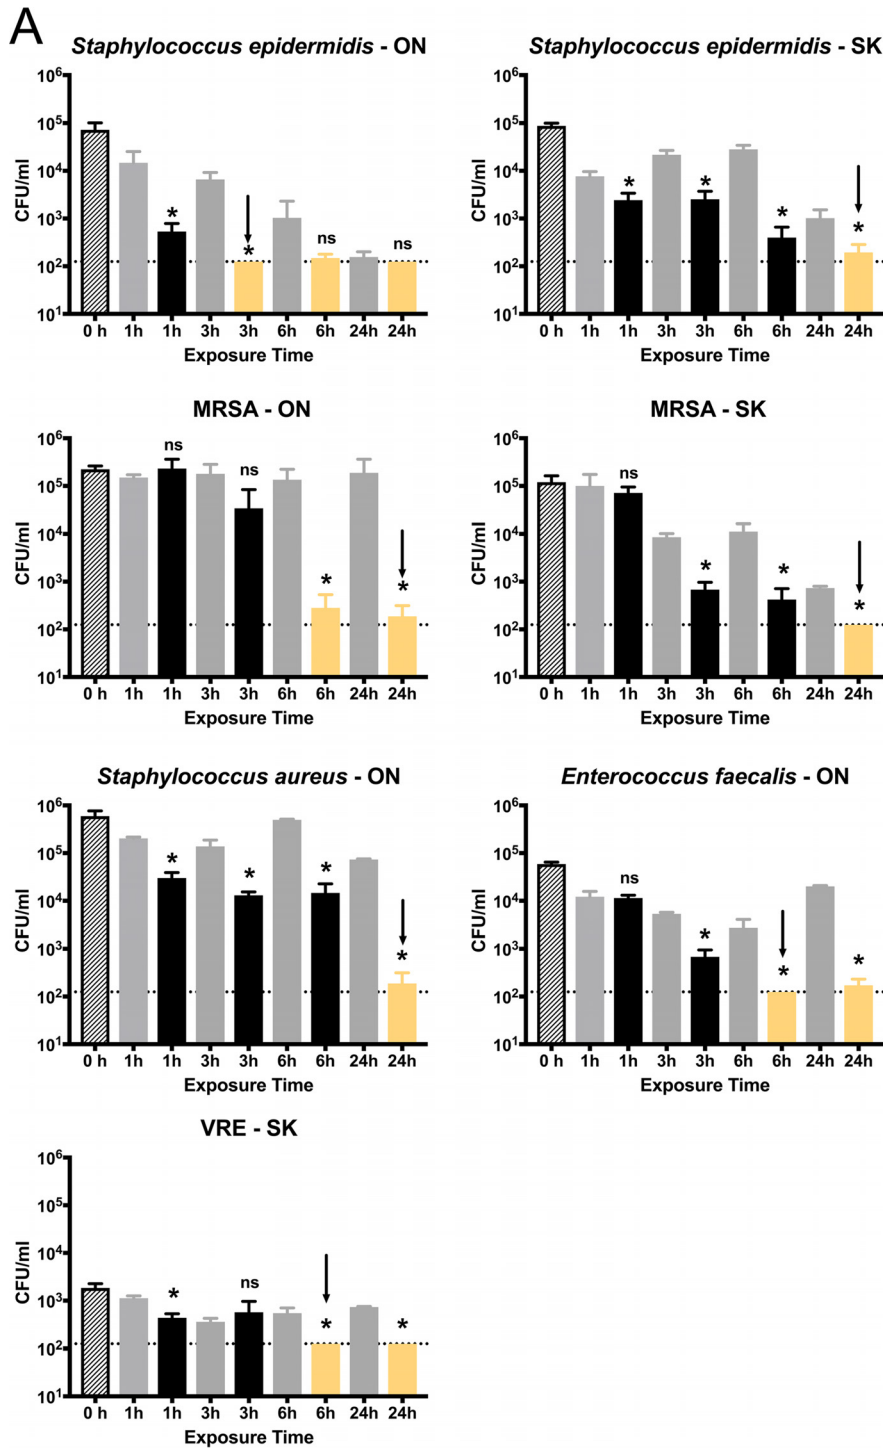 A
Staphylococcus epidermidis - ON
10⁶
10⁵
10⁴
10³
10²
10¹
CFU/ml
*
*
ns
ns
0 h 1h 1h 3h 3h 6h 6h 24h 24h
Exposure Time
Staphylococcus epidermidis - SK
10⁶
10⁵
10⁴
10³
10²
10¹
CFU/ml
*
*
*
*
0 h 1h 1h 3h 3h 6h 6h 24h 24h
Exposure Time
MRSA - ON
10⁶
10⁵
10⁴
10³
10²
10¹
CFU/ml
ns
ns
*
*
0 h 1h 1h 3h 3h 6h 6h 24h 24h
Exposure Time
MRSA - SK
10⁶
10⁵
10⁴
10³
10²
10¹
CFU/ml
ns
*
*
*
0 h 1h 1h 3h 3h 6h 6h 24h 24h
Exposure Time
Staphylococcus aureus - ON
10⁶
10⁵
10⁴
10³
10²
10¹
CFU/ml
*
*
*
*
0 h 1h 1h 3h 3h 6h 6h 24h 24h
Exposure Time
Enterococcus faecalis - ON
10⁶
10⁵
10⁴
10³
10²
10¹
CFU/ml
ns
*
*
*
0 h 1h 1h 3h 3h 6h 6h 24h 24h
Exposure Time
VRE - SK
10⁶
10⁵
10⁴
10³
10²
10¹
CFU/ml
*
ns
*
*
0 h 1h 1h 3h 3h 6h 6h 24h 24h
Exposure Time